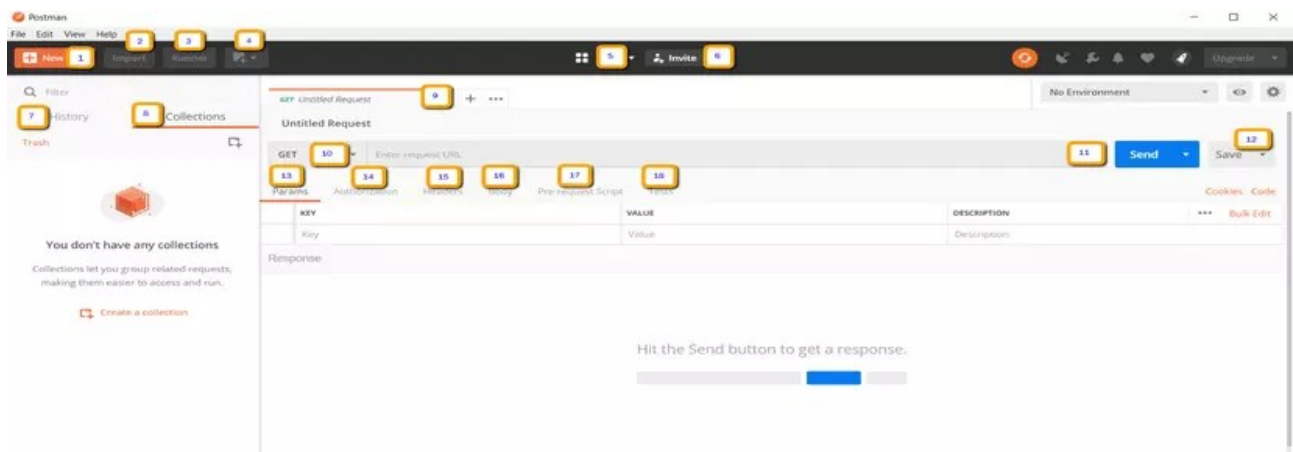 Postman
File Edit View Help
New 1 2 Import 3 Runner 4 5 Invite 6 Upgrade
Filter
7 History 8 Collections
Trash
GET Untitled Request 9 + ...
No Environment
Untitled Request
GET 10 Enter request URL 11 Send 12 Save
13 Params 14 Authorization 15 Headers 16 Body 17 Pre-request Script 18 Tests Cookies Code
KEY VALUE DESCRIPTION ... Bulk Edit
Key Value Description
Response
You don't have any collections
Collections let you group related requests,
making them easier to access and run.
Create a collection
Hit the Send button to get a response.